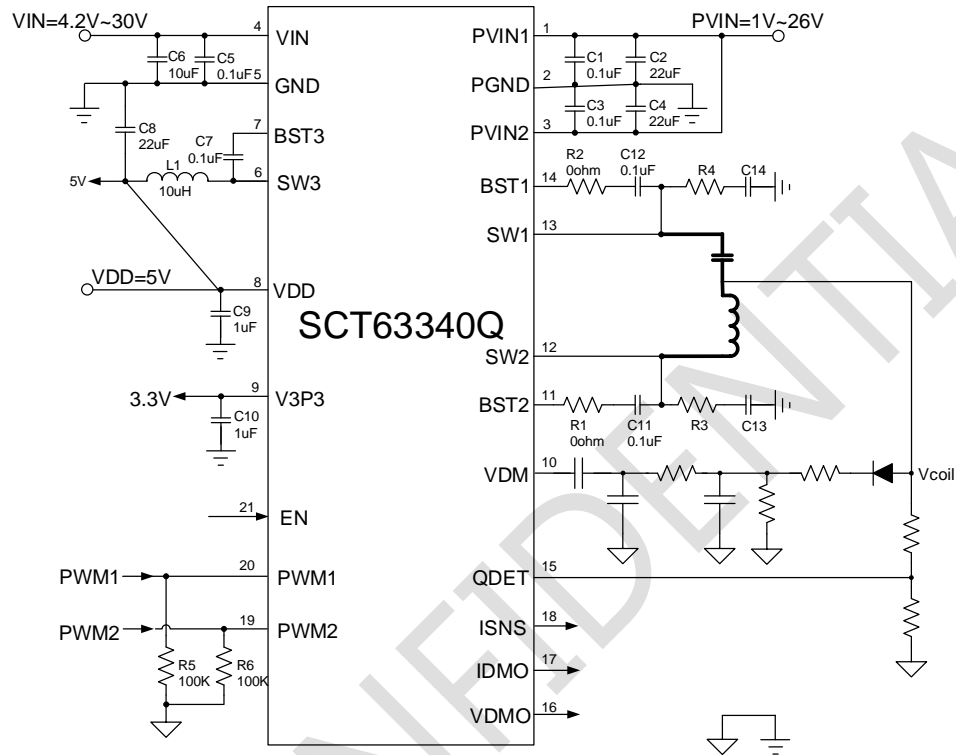 VIN=4.2V~30V
PVIN=1V~26V
4
VIN
PVIN1
1
C6
10uF
C5
0.1uF
C1
0.1uF
C2
22uF
5
GND
PGND
2
C3
0.1uF
C4
22uF
C8
22uF
7
BST3
PVIN2
3
C7
0.1uF
L1
10uH
5V
6
SW3
R2
0ohm
C12
0.1uF
R4
C14
BST1
14
SW1
13
VDD=5V
8
VDD
C9
1uF
SCT63340Q
SW2
12
3.3V
9
V3P3
BST2
11
C10
1uF
R1
0ohm
C11
0.1uF
R3
C13
VDM
10
Vcoil
21
EN
PWM1
20
PWM1
QDET
15
PWM2
19
PWM2
ISNS
18
R5
100K
R6
100K
IDMO
17
VDMO
16
NFIDENTIA